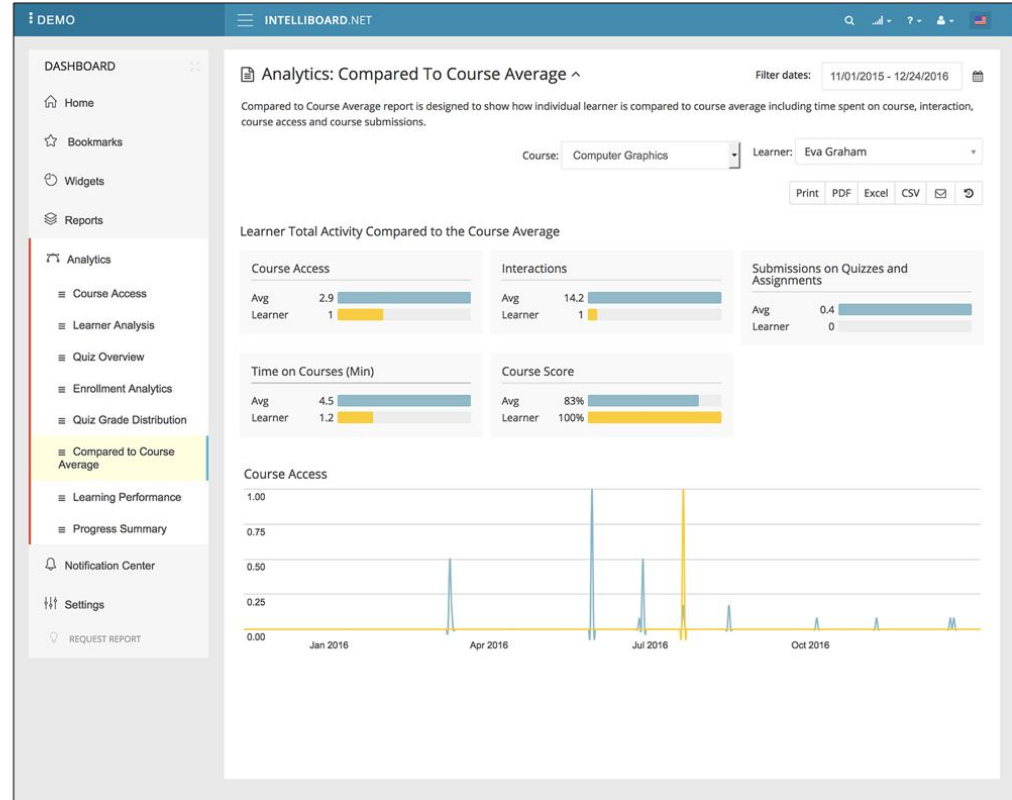 DEMO
INTELLIBOARD.NET
?
DASHBOARD
Home
Bookmarks
Widgets
Reports
Analytics
Course Access
Learner Analysis
Quiz Overview
Enrollment Analytics
Quiz Grade Distribution
Compared to Course
Average
Learning Performance
Progress Summary
Notification Center
Settings
REQUEST REPORT
Analytics: Compared To Course Average
Filter dates: 11/01/2015 - 12/24/2016
Compared to Course Average report is designed to show how individual learner is compared to course average including time spent on course, interaction,
course access and course submissions.
Course: Computer Graphics
Learner: Eva Graham
Print PDF Excel CSV
Learner Total Activity Compared to the Course Average
Course Access
Avg 2.9
Learner 1
Interactions
Avg 14.2
Learner 1
Submissions on Quizzes and
Assignments
Avg 0.4
Learner 0
Time on Courses (Min)
Avg 4.5
Learner 1.2
Course Score
Avg 83%
Learner 100%
Course Access
1.00
0.75
0.50
0.25
0.00
Jan 2016 Apr 2016 Jul 2016 Oct 2016